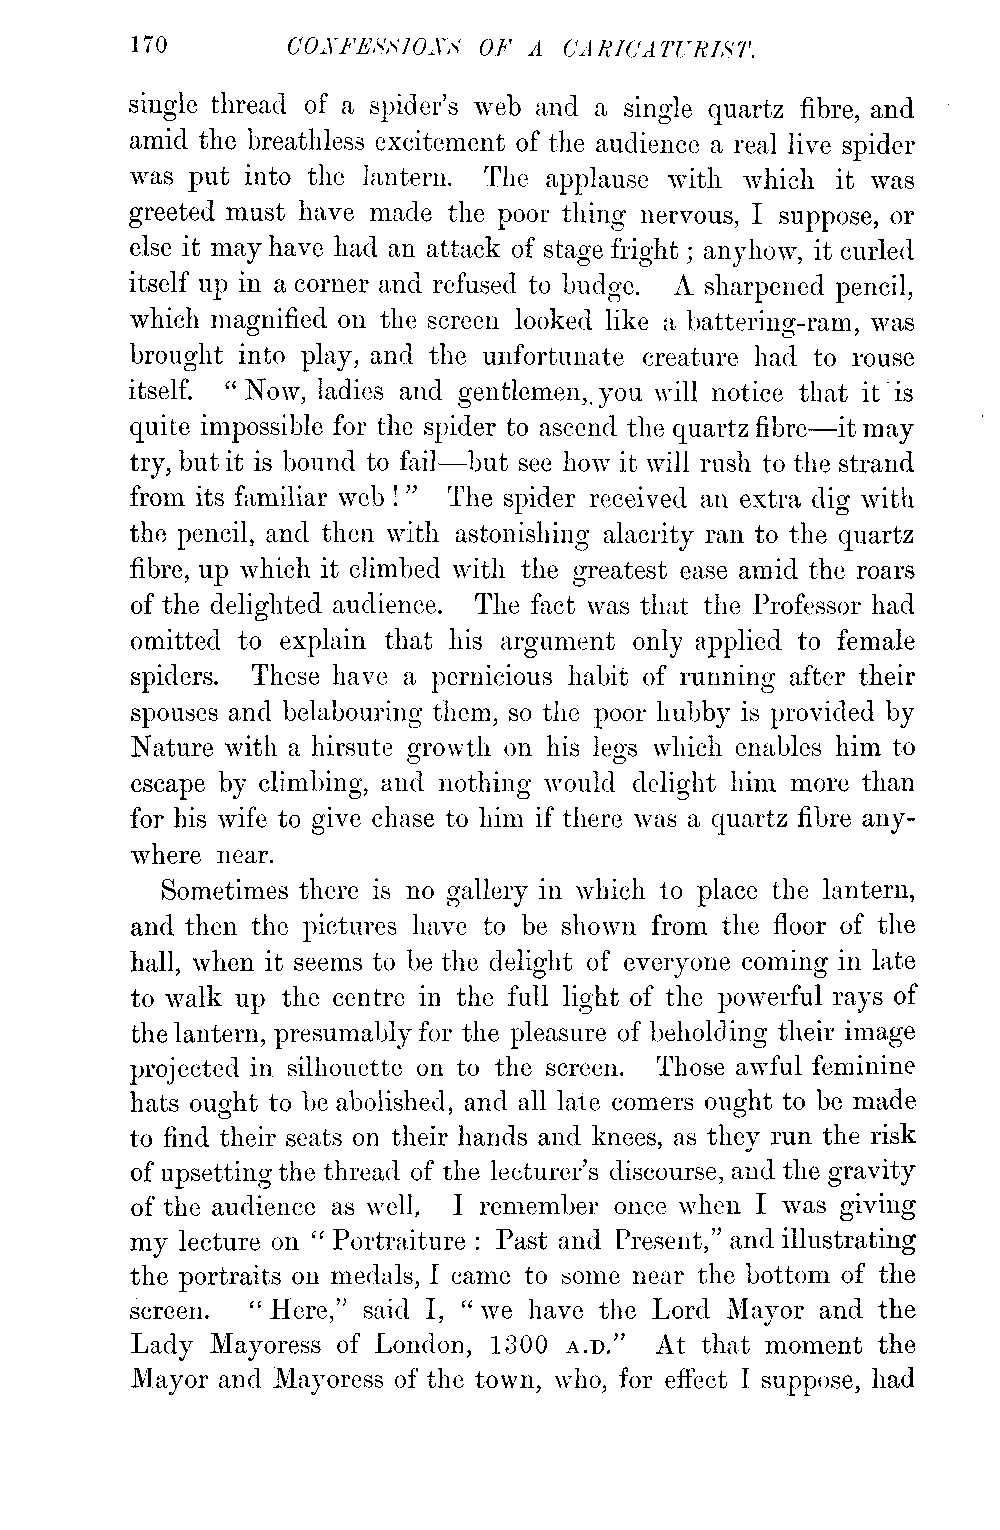 170 CONFESSIONS OF A CARICATURIST.
single thread of a spider's web and a single quartz fibre, and
amid the breathless excitement of the audience a real live spider
was put into the lantern. The applause with which it was
greeted must have made the poor thing nervous, I suppose, or
else it may have had an attack of stage fright; anyhow, it curled
itself up in a corner and refused to budge. A sharpened pencil,
which magnified on the screen looked like a battering-ram, was
brought into play, and the unfortunate creature had to rouse
itself. "Now, ladies and gentlemen, you will notice that it is
quite impossible for the spider to ascend the quartz fibre—it may
try, but it is bound to fail—but see how it will rush to the strand
from its familiar web!" The spider received an extra dig with
the pencil, and then with astonishing alacrity ran to the quartz
fibre, up which it climbed with the greatest ease amid the roars
of the delighted audience. The fact was that the Professor had
omitted to explain that his argument only applied to female
spiders. These have a pernicious habit of running after their
spouses and belabouring them, so the poor hubby is provided by
Nature with a hirsute growth on his legs which enables him to
escape by climbing, and nothing would delight him more than
for his wife to give chase to him if there was a quartz fibre any-
where near.
Sometimes there is no gallery in which to place the lantern,
and then the pictures have to be shown from the floor of the
hall, when it seems to be the delight of everyone coming in late
to walk up the centre in the full light of the powerful rays of
the lantern, presumably for the pleasure of beholding their image
projected in silhouette on to the screen. Those awful feminine
hats ought to be abolished, and all late comers ought to be made
to find their seats on their hands and knees, as they run the risk
of upsetting the thread of the lecturer's discourse, and the gravity
of the audience as well. I remember once when I was giving
my lecture on "Portraiture: Past and Present," and illustrating
the portraits on medals, I came to some near the bottom of the
screen. "Here," said I, "we have the Lord Mayor and the
Lady Mayoress of London, 1300 A.D." At that moment the
Mayor and Mayoress of the town, who, for effect I suppose, had